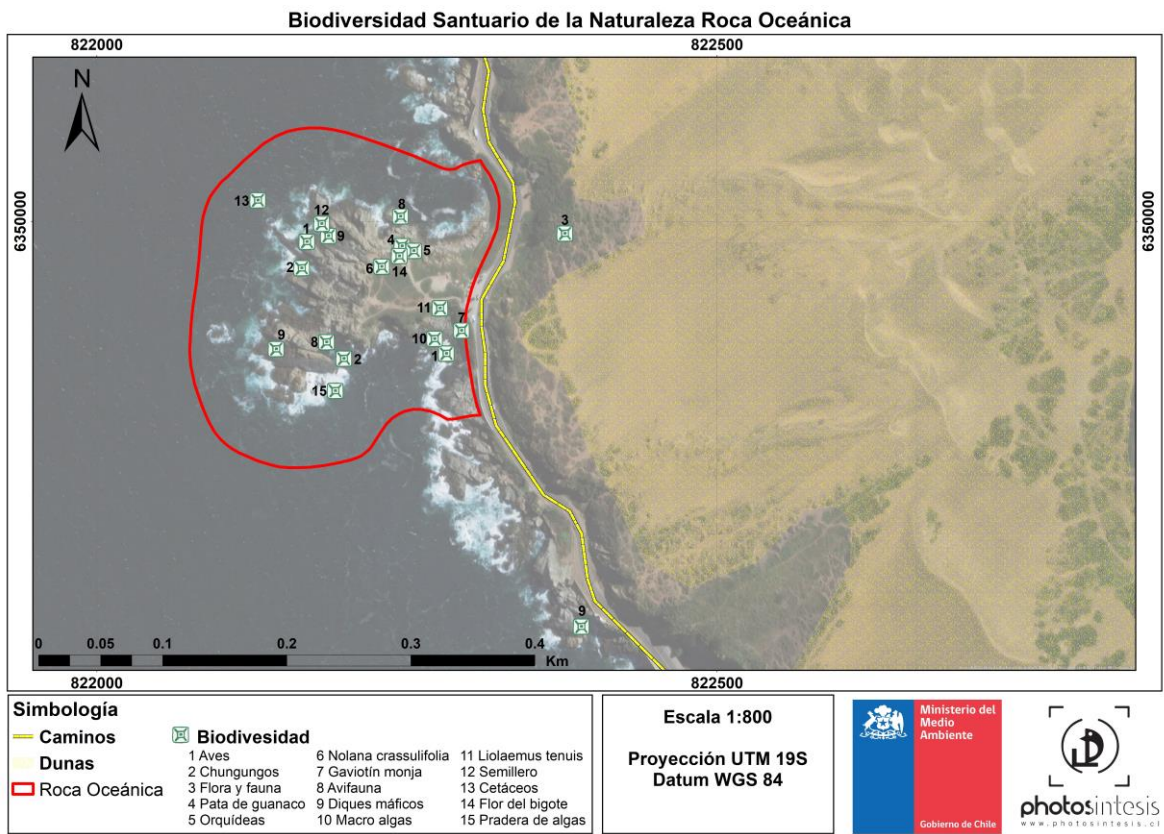 Biodiversidad Santuario de la Naturaleza Roca Oceánica
822000 822500
N
13
12
8
3
1
9
4
5
6350000 6350000
2
6
14
11
7
9
8
10
2
1
15
9
0 0.05 0.1 0.2 0.3 0.4
Km
822000 822500
Simbología
Caminos
Dunas
Roca Oceánica
Biodivesidad
1 Aves
2 Chungungos
3 Flora y fauna
4 Pata de guanaco
5 Orquídeas
6 Nolana crassulifolia
7 Gaviotín monja
8 Avifauna
9 Diques máficos
10 Macro algas
11 Liolaemus tenuis
12 Semillero
13 Cetáceos
14 Flor del bigote
15 Pradera de algas
Escala 1:800
Proyección UTM 19S
Datum WGS 84
Ministerio del
Medio
Ambiente
Gobierno de Chile
photosintesis
www.photosintesis.cl